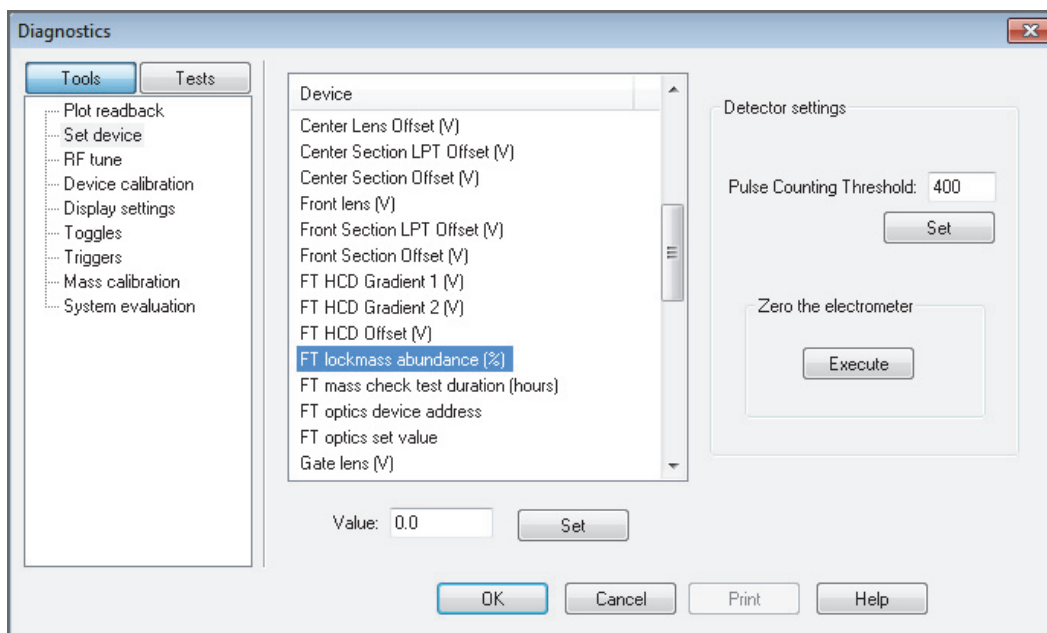 Diagnostics
Tools Tests
Plot readback
Set device
RF tune
Device calibration
Display settings
Toggles
Triggers
Mass calibration
System evaluation
Device
Center Lens Offset (V)
Center Section LPT Offset (V)
Center Section Offset (V)
Front lens (V)
Front Section LPT Offset (V)
Front Section Offset (V)
FT HCD Gradient 1 (V)
FT HCD Gradient 2 (V)
FT HCD Offset (V)
FT lockmass abundance (%)
FT mass check test duration (hours)
FT optics device address
FT optics set value
Gate lens (V)
Value: 0.0 Set
Detector settings
Pulse Counting Threshold: 400
Set
Zero the electrometer
Execute
OK Cancel Print Help